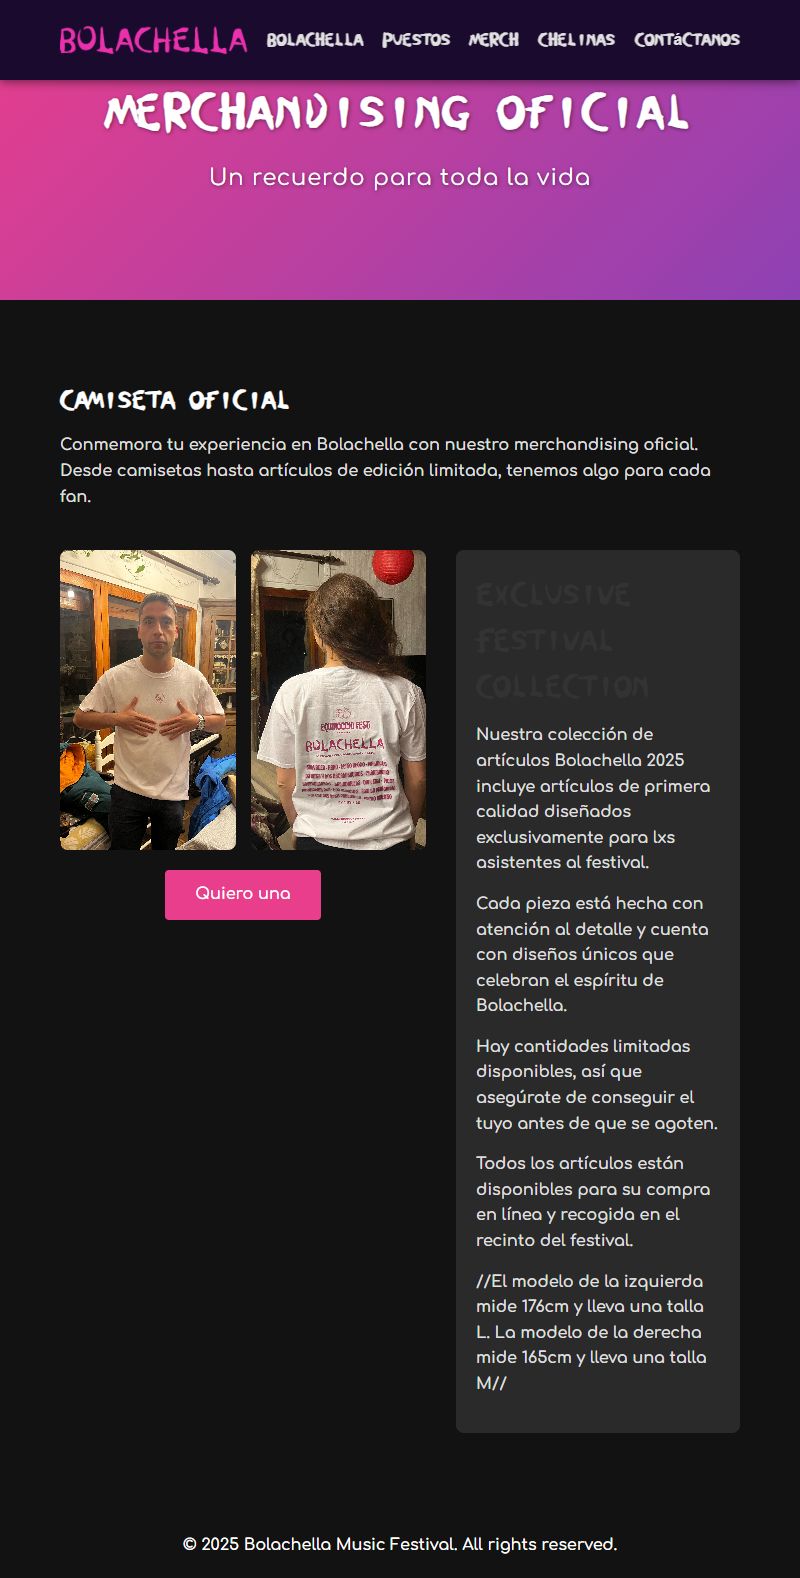 BOLACHELLA BOLACHELLA PUESTOS MERCH CHELINAS CONTáCTANOS
MERCHANDISING OFICIAL
Un recuerdo para toda la vida
CAMISETA OFICIAL
Conmemora tu experiencia en Bolachella con nuestro merchandising oficial.
Desde camisetas hasta artículos de edición limitada, tenemos algo para cada
fan.
EQUINOCCIO FEST
BOLACHELLA
Quiero una
EXCLUSIVE
FESTIVAL
COLLECTION
Nuestra colección de
artículos Bolachella 2025
incluye artículos de primera
calidad diseñados
exclusivamente para lxs
asistentes al festival.
Cada pieza está hecha con
atención al detalle y cuenta
con diseños únicos que
celebran el espíritu de
Bolachella.
Hay cantidades limitadas
disponibles, así que
asegúrate de conseguir el
tuyo antes de que se agoten.
Todos los artículos están
disponibles para su compra
en línea y recogida en el
recinto del festival.
//El modelo de la izquierda
mide 176cm y lleva una talla
L. La modelo de la derecha
mide 165cm y lleva una talla
M//
© 2025 Bolachella Music Festival. All rights reserved.